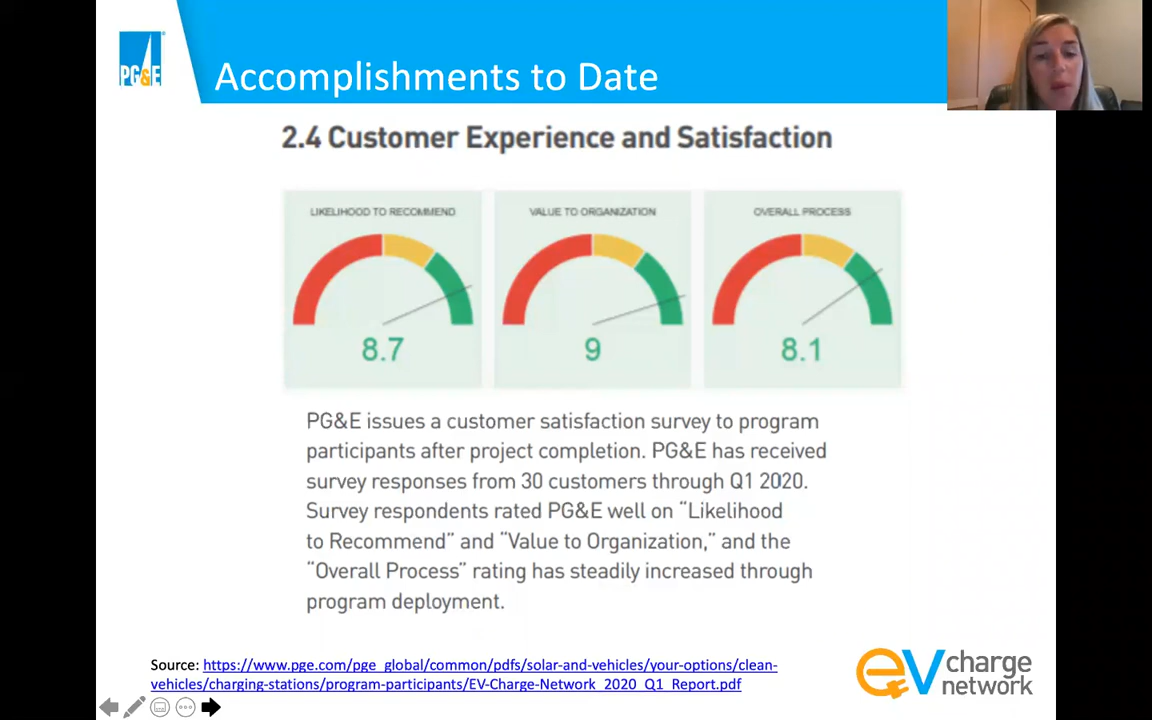 PG&E
Accomplishments to Date
2.4 Customer Experience and Satisfaction
LIKELIHOOD TO RECOMMEND
VALUE TO ORGANIZATION
OVERALL PROCESS
8.7
9
8.1
PG&E issues a customer satisfaction survey to program
participants after project completion. PG&E has received
survey responses from 30 customers through Q1 2020.
Survey respondents rated PG&E well on “Likelihood
to Recommend” and “Value to Organization,” and the
“Overall Process” rating has steadily increased through
program deployment.
Source: https://www.pge.com/pge_global/common/pdfs/solar-and-vehicles/your-options/clean-
vehicles/charging-stations/program-participants/EV-Charge-Network_2020_Q1_Report.pdf
eV charge
network